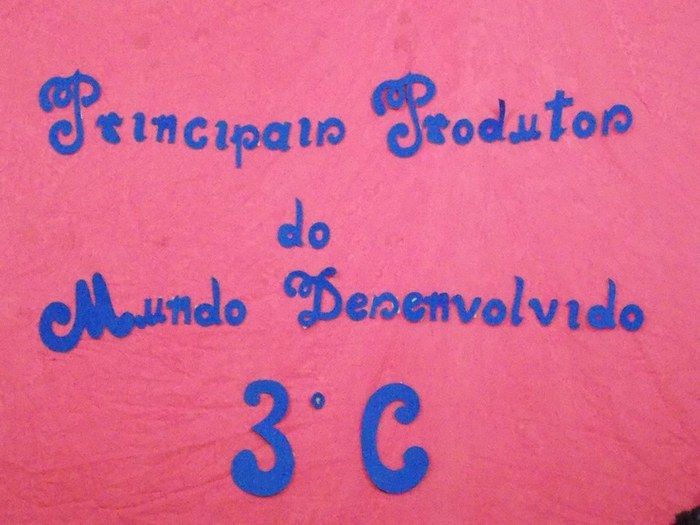 Principais Produtos
do
Mundo Desenvolvido
3° C